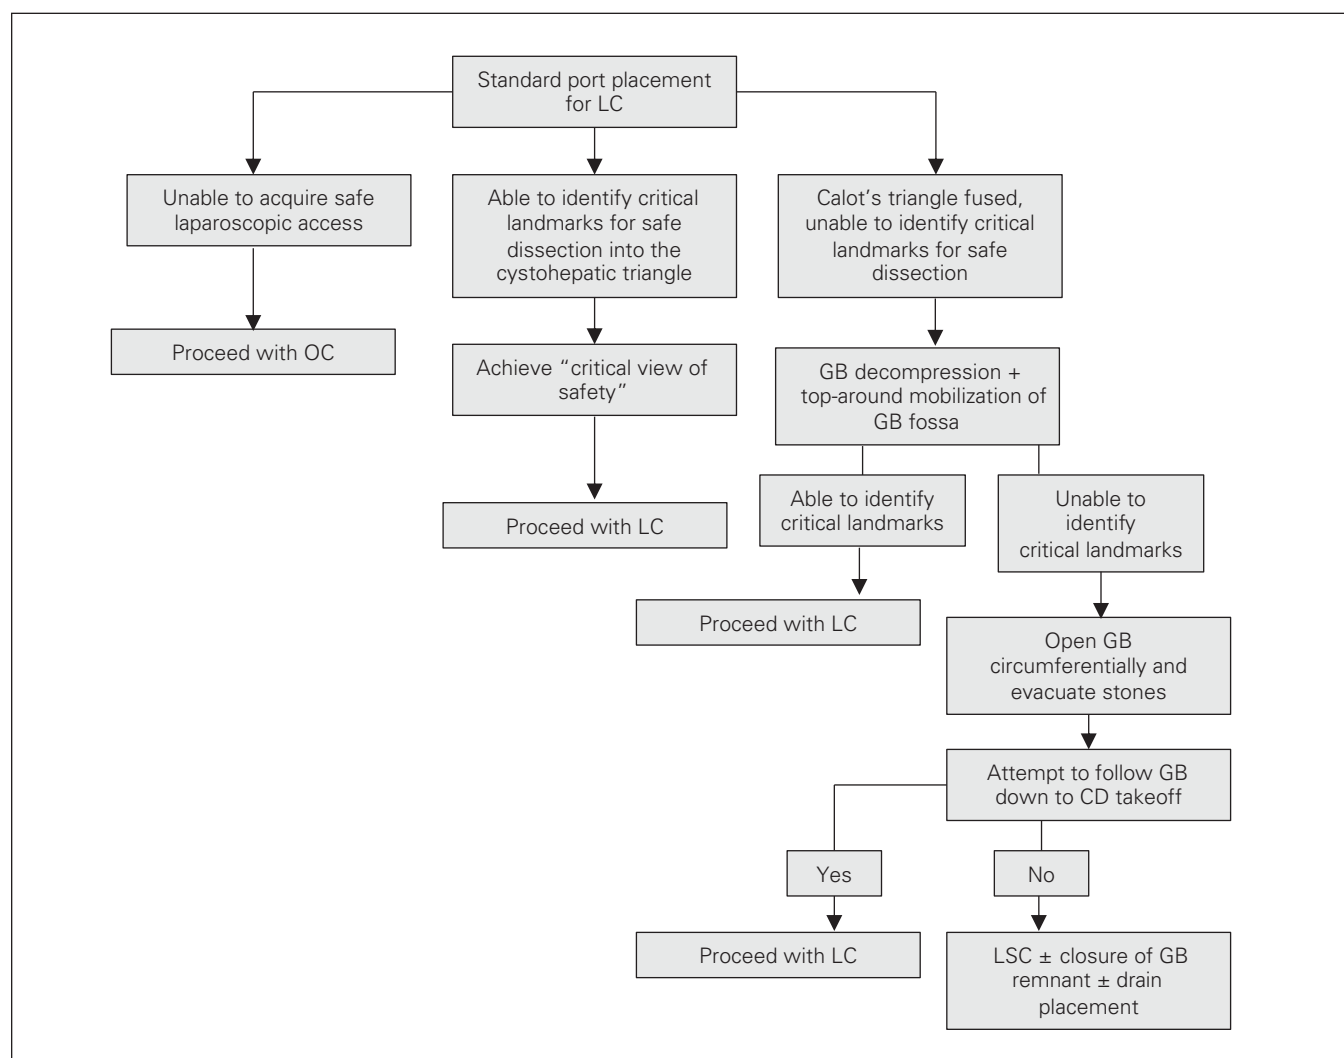 Standard port placement
for LC
Unable to acquire safe
laparoscopic access
Able to identify critical
landmarks for safe
dissection into the
cystohepatic triangle
Calot’s triangle fused,
unable to identify critical
landmarks for safe
dissection
Proceed with OC
Achieve “critical view of
safety”
GB decompression +
top-around mobilization of
GB fossa
Proceed with LC
Able to identify
critical landmarks
Unable to
identify
critical landmarks
Proceed with LC
Open GB
circumferentially and
evacuate stones
Attempt to follow GB
down to CD takeoff
Yes
No
Proceed with LC
LSC ± closure of GB
remnant ± drain
placement